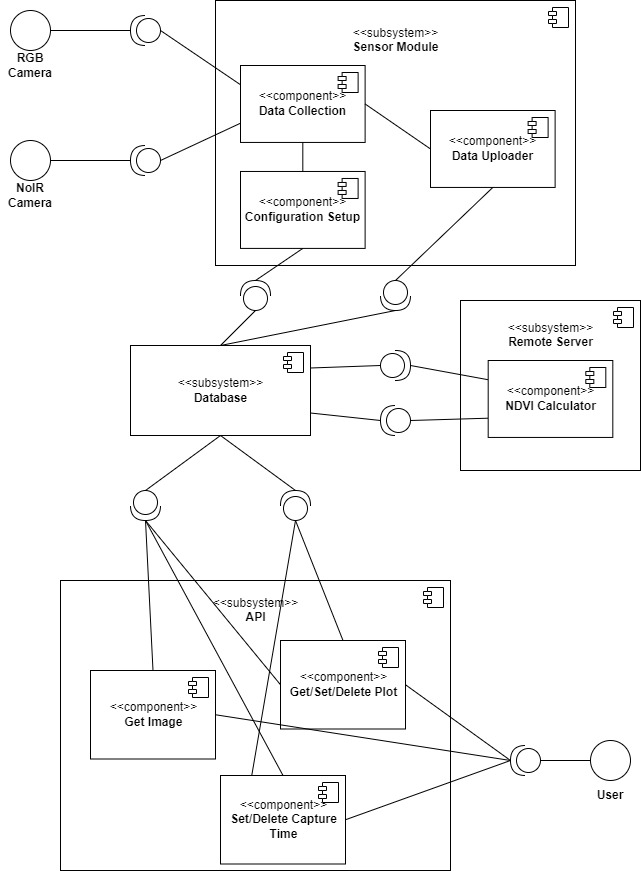 RGB
Camera
NoIR
Camera
<<subsystem>>
Sensor Module
<<component>>
Data Collection
<<component>>
Data Uploader
<<component>>
Configuration Setup
<<subsystem>>
Remote Server
<<component>>
NDVI Calculator
<<subsystem>>
Database
<<subsystem>>
API
<<component>>
Get/Set/Delete Plot
<<component>>
Get Image
<<component>>
Set/Delete Capture
Time
User